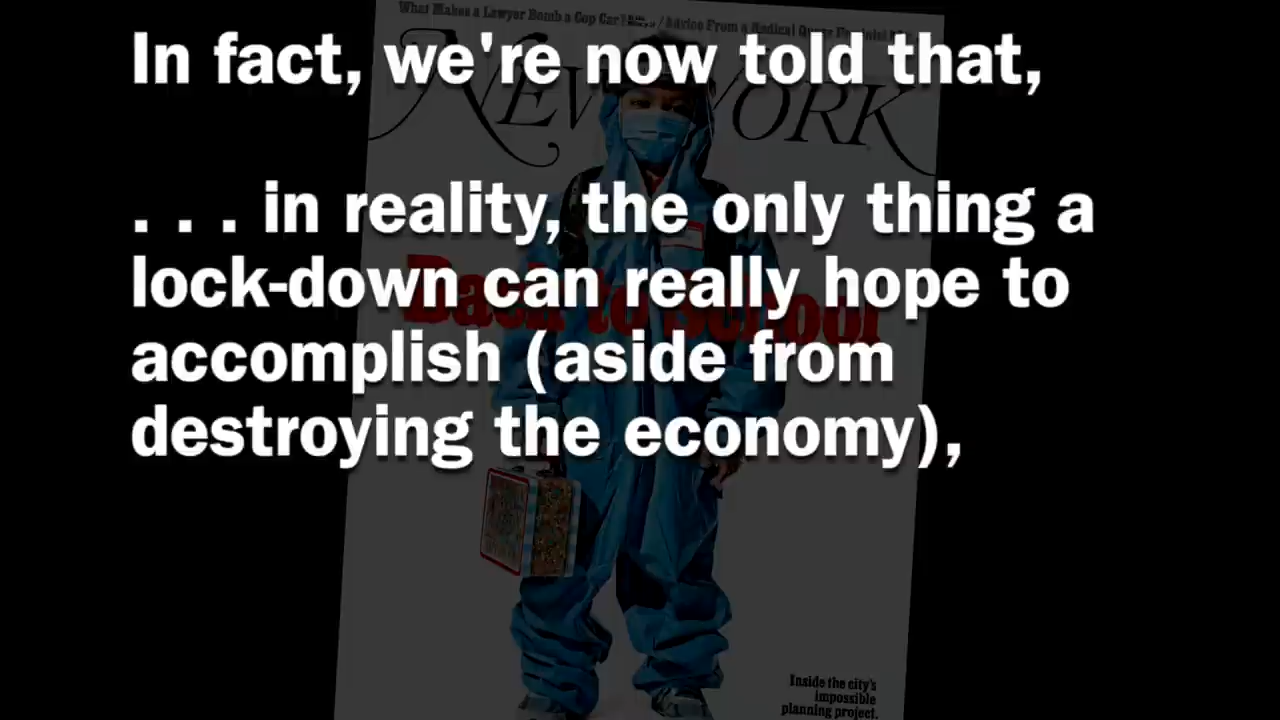 What Makes a Lawyer Bomb a Cop Car
/Advice From a Radical
In fact, we're now told that,
NEW YORK
. . . in reality, the only thing a
lock-down can really hope to
Back to School
accomplish (aside from
destroying the economy),
Inside the city's
impossible
planning project.